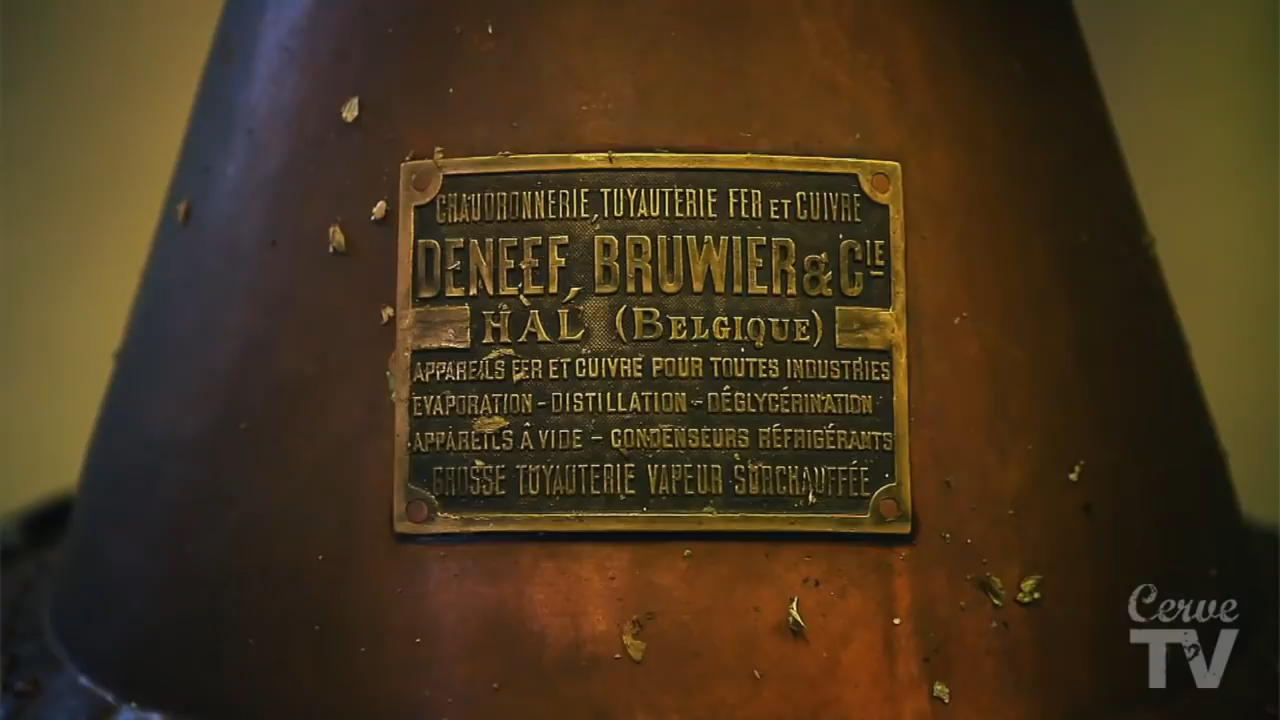 CHAUDRONNERIE, TUYAUTERIE FER ET CUIVRE
DENEEF, BRUWIER & CIE
HAL (BELGIQUE)
APPAREILS FER ET CUIVRE POUR TOUTES INDUSTRIES
EVAPORATION - DISTILLATION - DÉGLYCÉRINATION
APPAREILS À VIDE - CONDENSEURS RÉFRIGÉRANTS
GROSSE TUYAUTERIE VAPEUR SURCHAUFFÉE
Cerve
TV